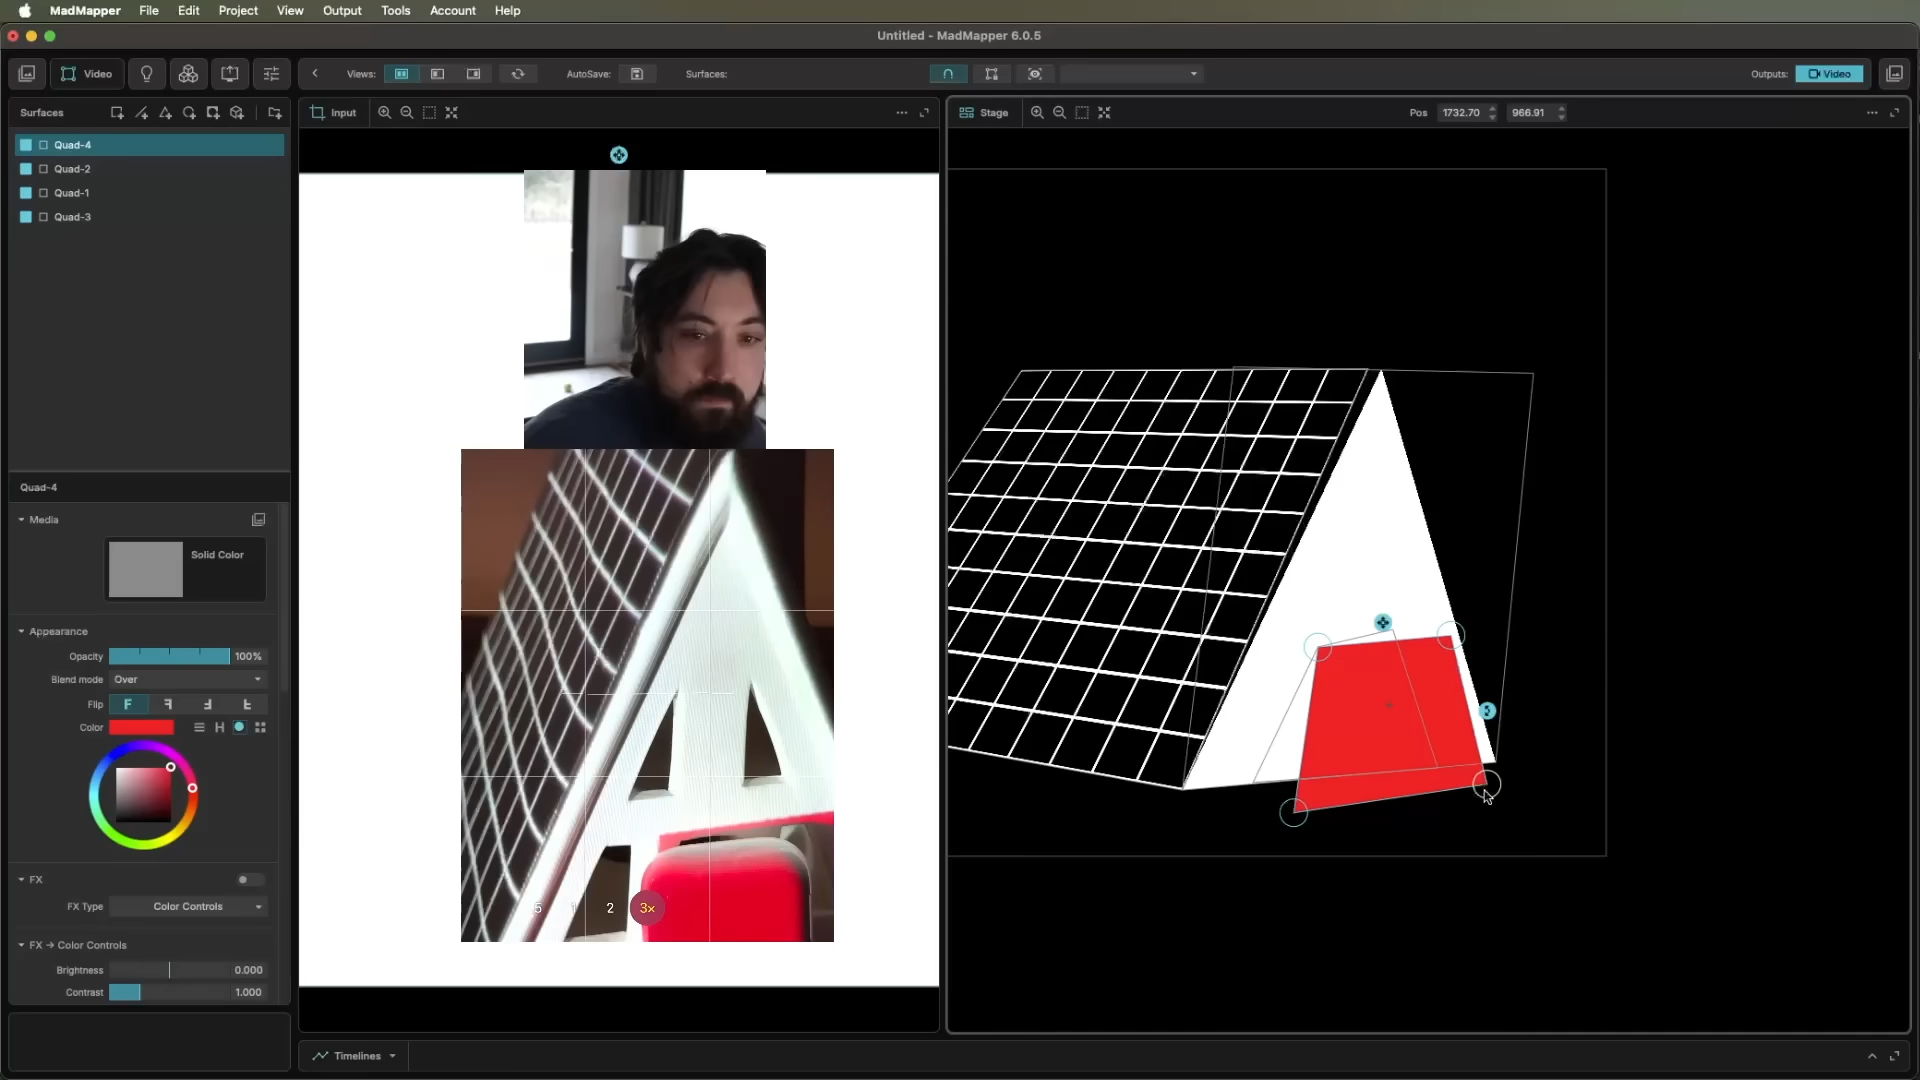 MadMapper File Edit Project View Output Tools Account Help
Untitled - MadMapper 6.0.5
Video
Views:
AutoSave:
Surfaces:
Outputs:
Video
Surfaces
Input
Stage
Pos 1732.70 966.91
Quad-4
Quad-2
Quad-1
Quad-3
Quad-4
Media
Solid Color
Appearance
Opacity 100%
Blend mode Over
Flip
Color
H
FX
FX Type Color Controls
FX → Color Controls
Brightness 0.000
Contrast 1.000
5 1 2 3×
Timelines